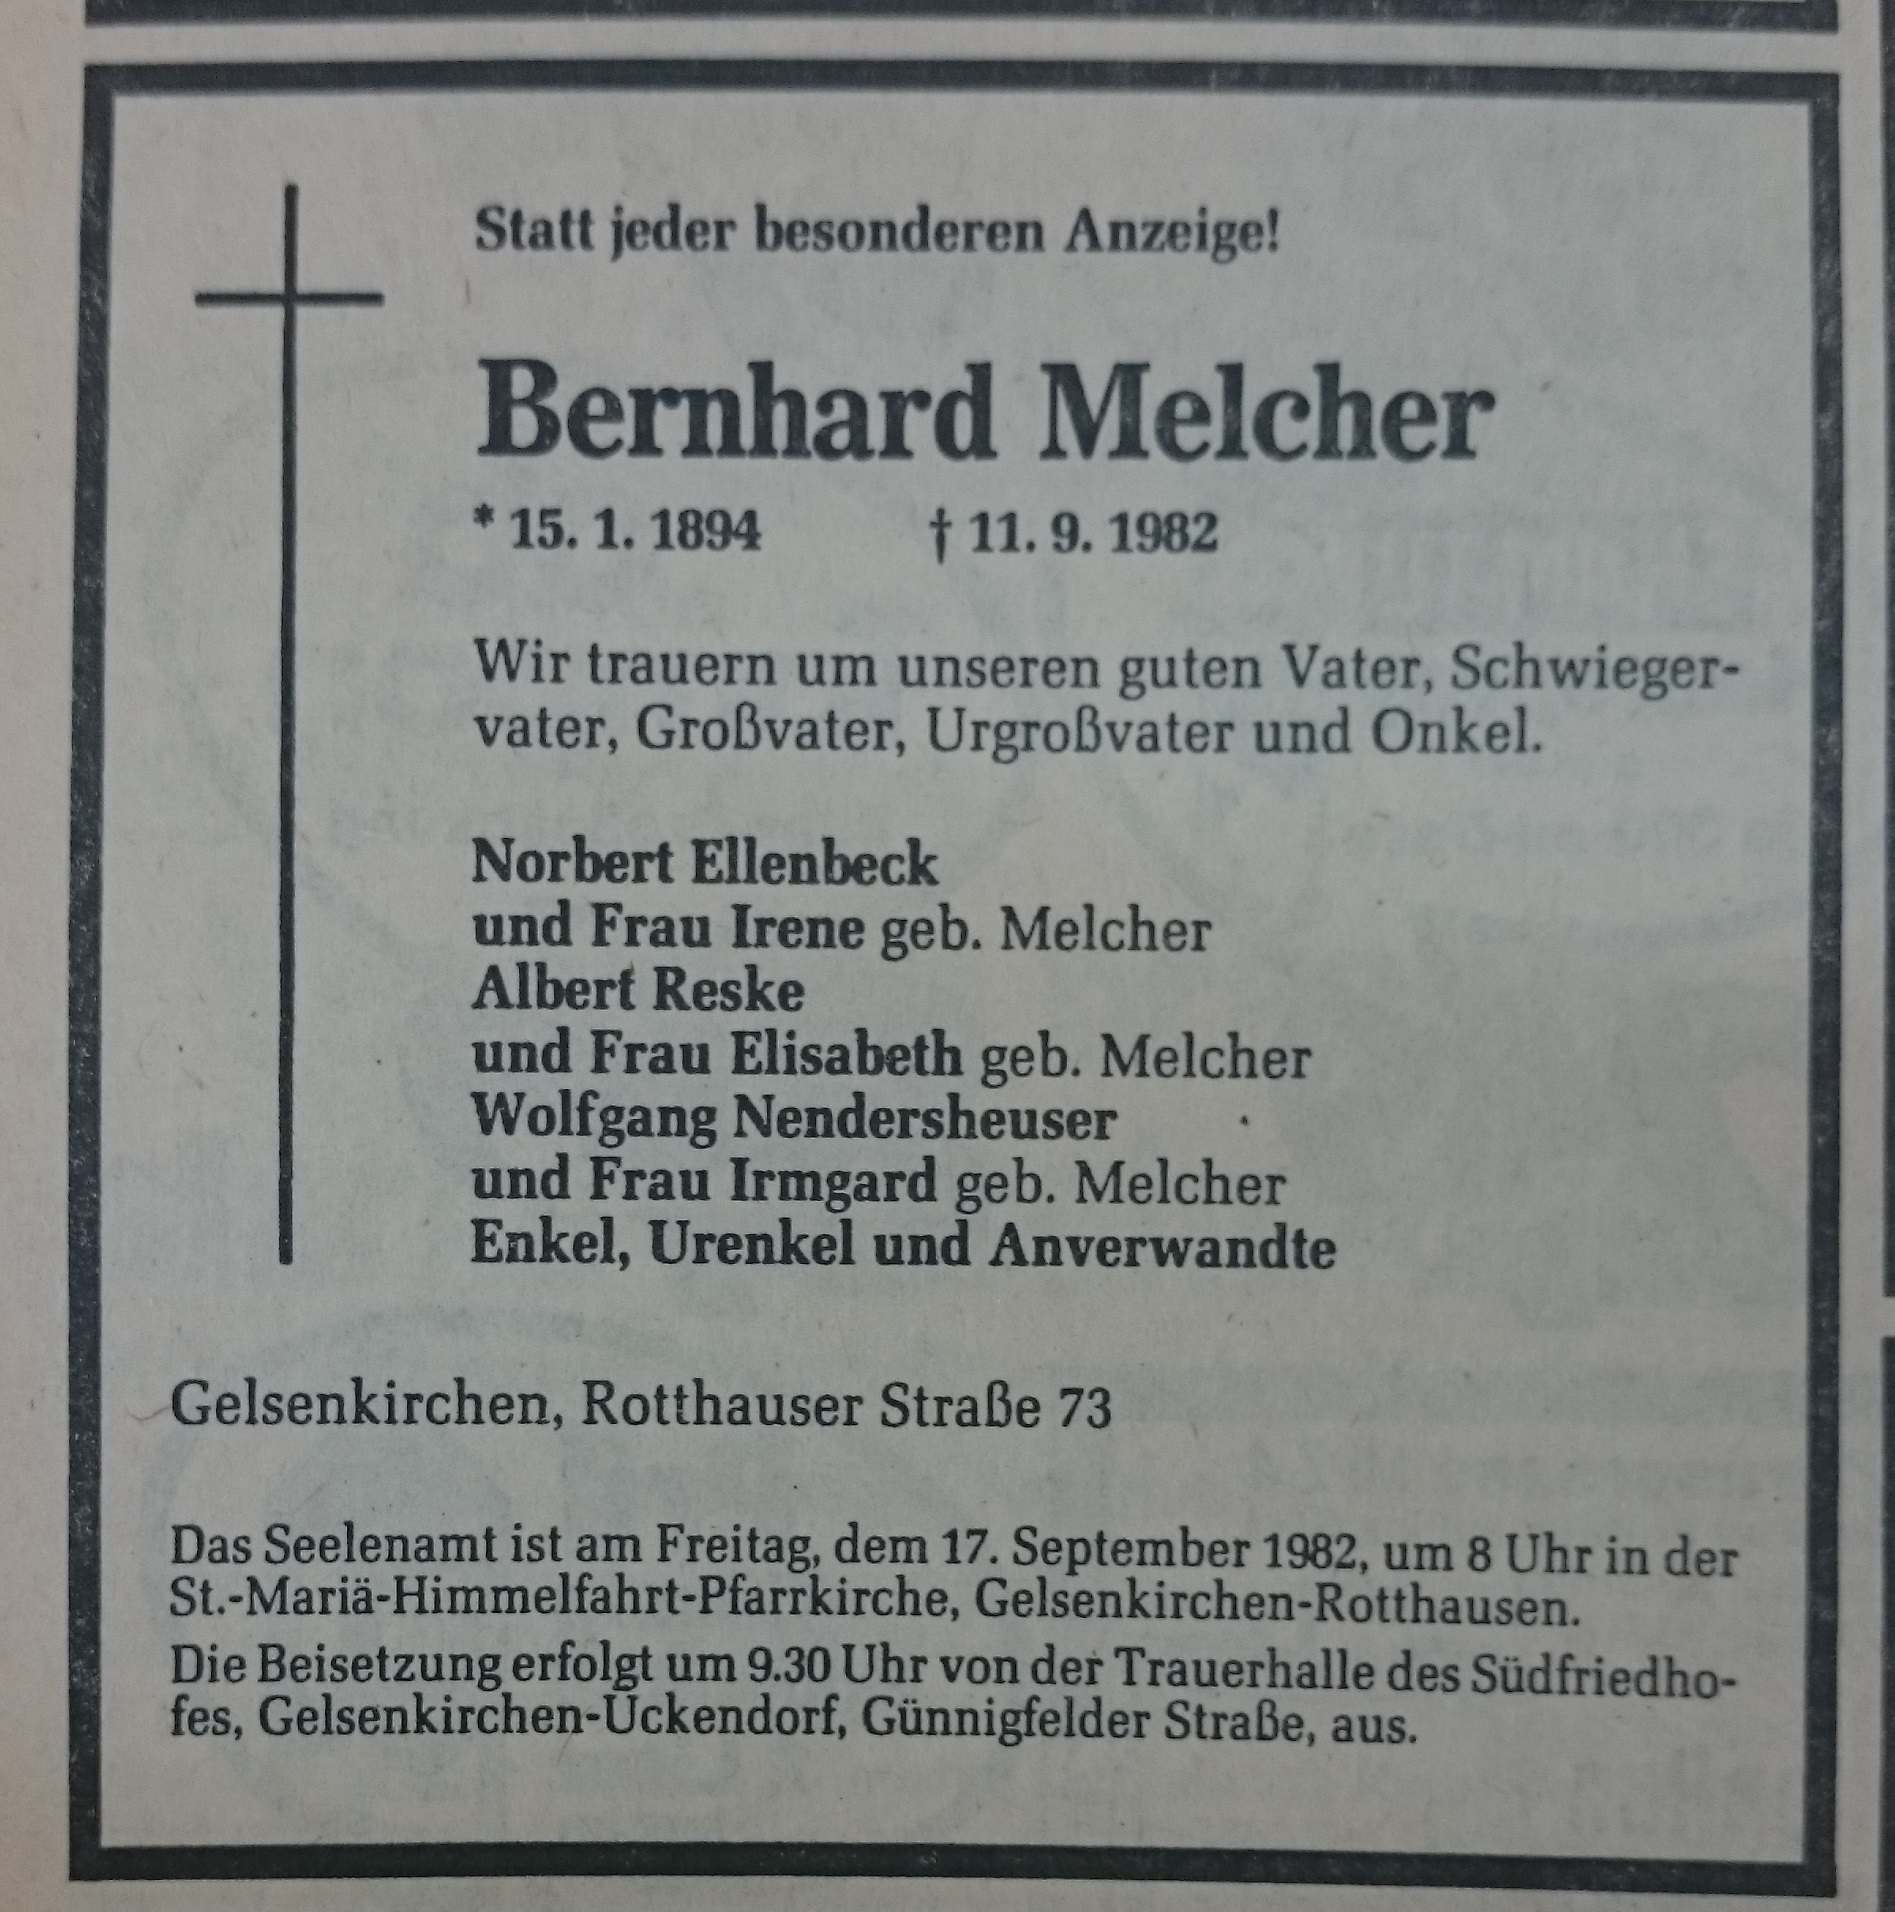 Statt jeder besonderen Anzeige!
Bernhard Melcher
* 15. 1. 1894 † 11. 9. 1982
Wir trauern um unseren guten Vater, Schwieger-
vater, Großvater, Urgroßvater und Onkel.
Norbert Ellenbeck
und Frau Irene geb. Melcher
Albert Reske
und Frau Elisabeth geb. Melcher
Wolfgang Nendersheuser
und Frau Irmgard geb. Melcher
Enkel, Urenkel und Anverwandte
Gelsenkirchen, Rotthauser Straße 73
Das Seelenamt ist am Freitag, dem 17. September 1982, um 8 Uhr in der
St.-Mariä-Himmelfahrt-Pfarrkirche, Gelsenkirchen-Rotthausen.
Die Beisetzung erfolgt um 9.30 Uhr von der Trauerhalle des Südfriedho-
fes, Gelsenkirchen-Ückendorf, Günnigfelder Straße, aus.